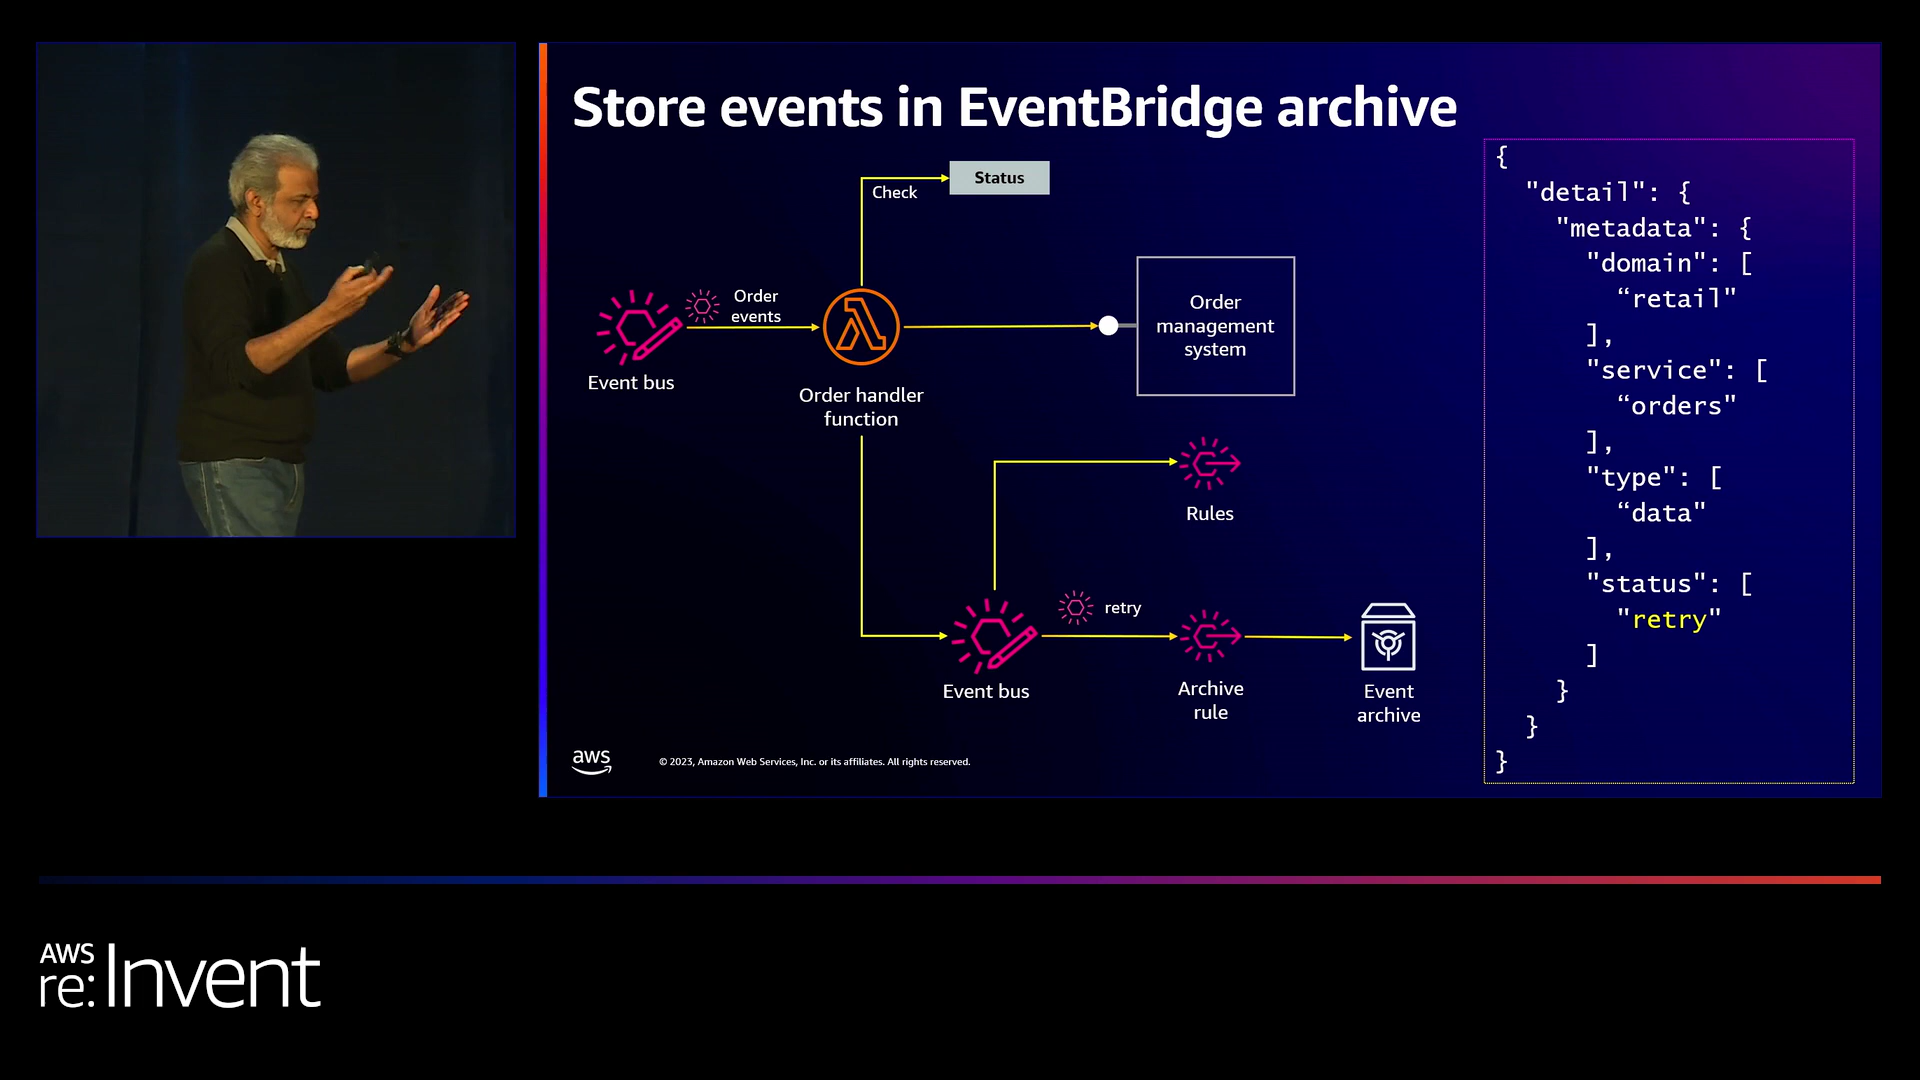 Store events in EventBridge archive
Check
Status
Order
events
Event bus
Order handler
function
Order
management
system
Rules
retry
Event bus
Archive
rule
Event
archive
{
"detail": {
"metadata": {
"domain": [
“retail"
],
"service": [
“orders"
],
"type": [
“data"
],
"status": [
"retry"
]
}
}
}
aws
© 2023, Amazon Web Services, Inc. or its affiliates. All rights reserved.
AWS
re:Invent